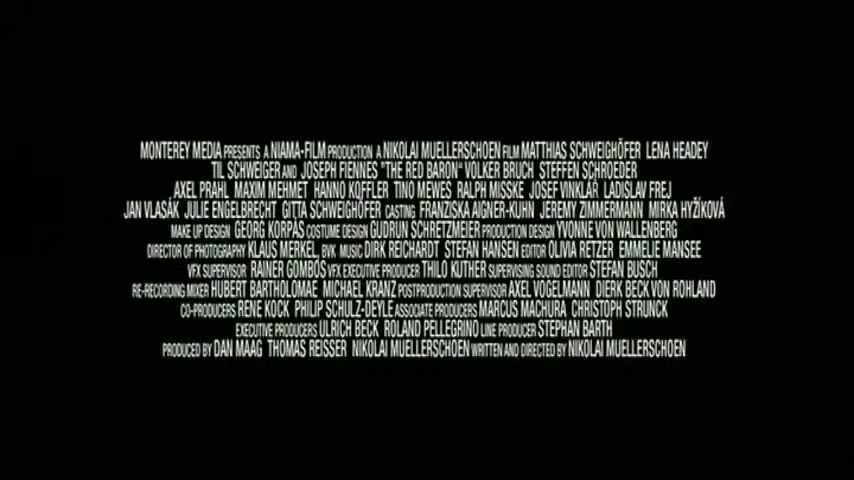 MONTEREY MEDIA PRESENTS A NIAMA-FILM PRODUCTION A NIKOLAI MUELLERSCHOEN FILM MATTHIAS SCHWEIGHÖFER LENA HEADEY
TIL SCHWEIGER AND JOSEPH FIENNES "THE RED BARON" VOLKER BRUCH STEFFEN SCHROEDER
AXEL PRAHL MAXIM MEHMET HANNO KOFFLER TINO MEWES RALPH MISSKE JOSEF VINKLÁR LADISLAV FREJ
JAN VLASÁK JULIE ENGELBRECHT GITTA SCHWEIGHÖFER CASTING FRANZISKA AIGNER-KUHN JEREMY ZIMMERMANN MIRKA HYŽÍKOVÁ
MAKE UP DESIGN GEORG KORPÁS COSTUME DESIGN GUDRUN SCHRETZMEIER PRODUCTION DESIGN YVONNE VON WALLENBERG
DIRECTOR OF PHOTOGRAPHY KLAUS MERKEL, BVK MUSIC DIRK REICHARDT STEFAN HANSEN EDITOR OLIVIA RETZER EMMELIE MANSEE
VFX SUPERVISOR RAINER GOMBOS VFX EXECUTIVE PRODUCER THILO KUTHER SUPERVISING SOUND EDITOR STEFAN BUSCH
RE-RECORDING MIXER HUBERT BARTHOLOMAE MICHAEL KRANZ POSTPRODUCTION SUPERVISOR AXEL VOGELMANN DIERK BECK VON ROHLAND
CO-PRODUCERS RENE KOCK PHILIP SCHULZ-DEYLE ASSOCIATE PRODUCERS MARCUS MACHURA CHRISTOPH STRUNCK
EXECUTIVE PRODUCERS ULRICH BECK ROLAND PELLEGRINO LINE PRODUCER STEPHAN BARTH
PRODUCED BY DAN MAAG THOMAS REISSER NIKOLAI MUELLERSCHOEN WRITTEN AND DIRECTED BY NIKOLAI MUELLERSCHOEN